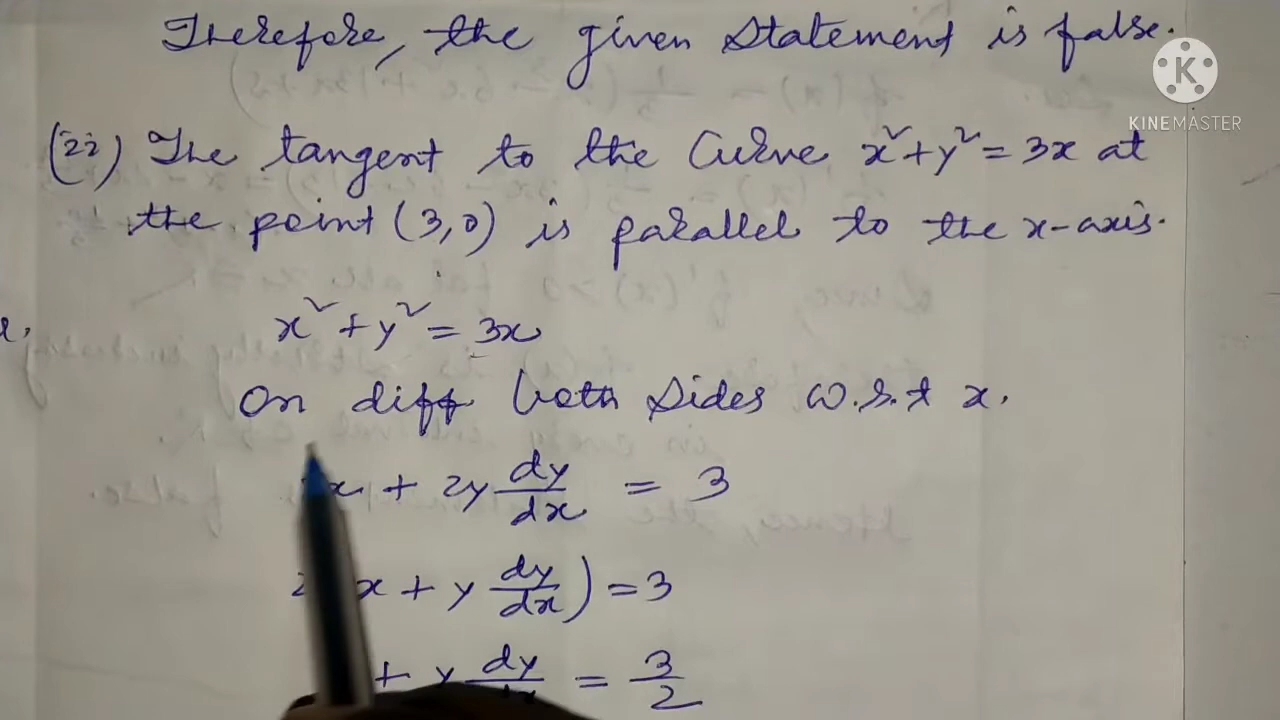 Therefore, the given statement is false.
KINEMASTER
(ii) The tangent to the Curve x² + y² = 3x at
the point (3,0) is parallel to the x-axis.
x² + y² = 3x
On diff both sides w.r.t x.
x + 2y dy/dx = 3
x + y dy/dx) = 3
+ y dy/dx = 3/2